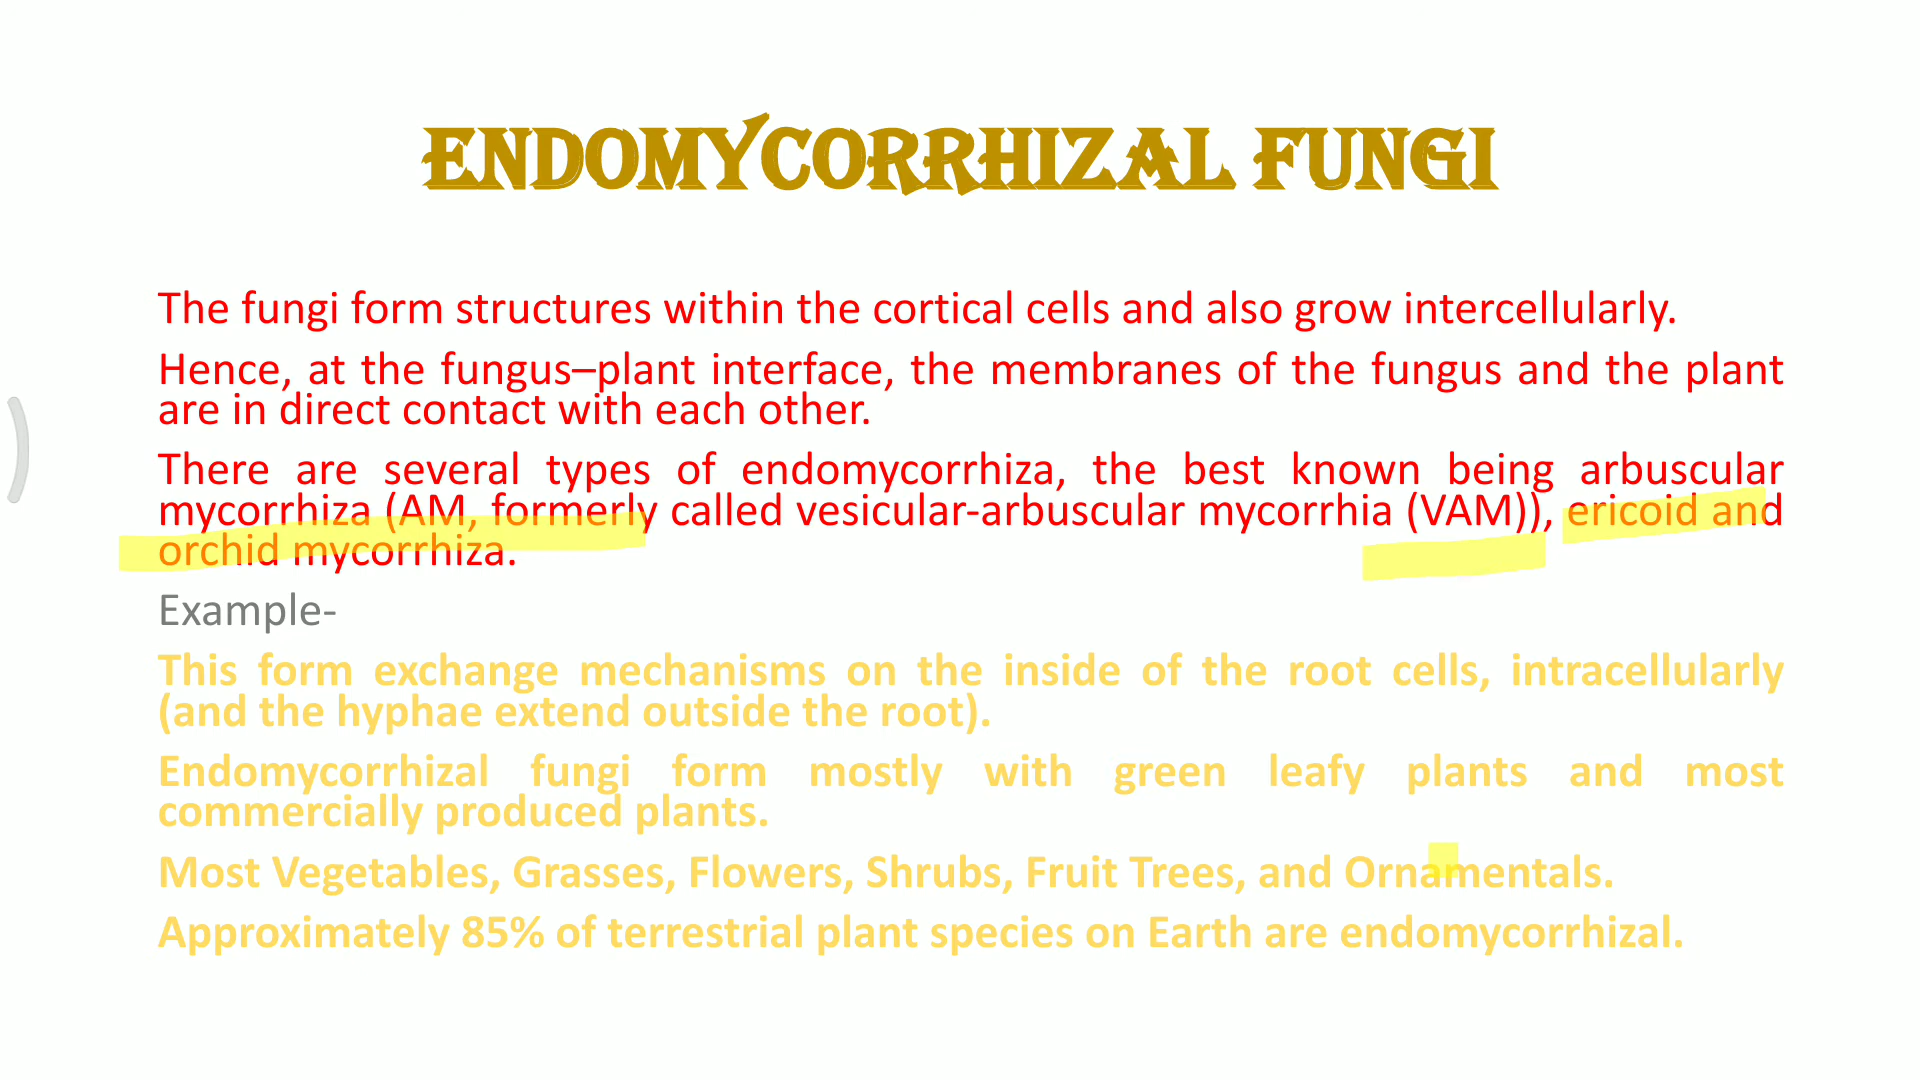 ENDOMYCORRHIZAL FUNGI
The fungi form structures within the cortical cells and also grow intercellularly.
Hence, at the fungus–plant interface, the membranes of the fungus and the plant
are in direct contact with each other.
There are several types of endomycorrhiza, the best known being arbuscular
mycorrhiza (AM, formerly called vesicular-arbuscular mycorrhia (VAM)), ericoid and
orchid mycorrhiza.
Example-
This form exchange mechanisms on the inside of the root cells, intracellularly
(and the hyphae extend outside the root).
Endomycorrhizal fungi form mostly with green leafy plants and most
commercially produced plants.
Most Vegetables, Grasses, Flowers, Shrubs, Fruit Trees, and Ornamentals.
Approximately 85% of terrestrial plant species on Earth are endomycorrhizal.